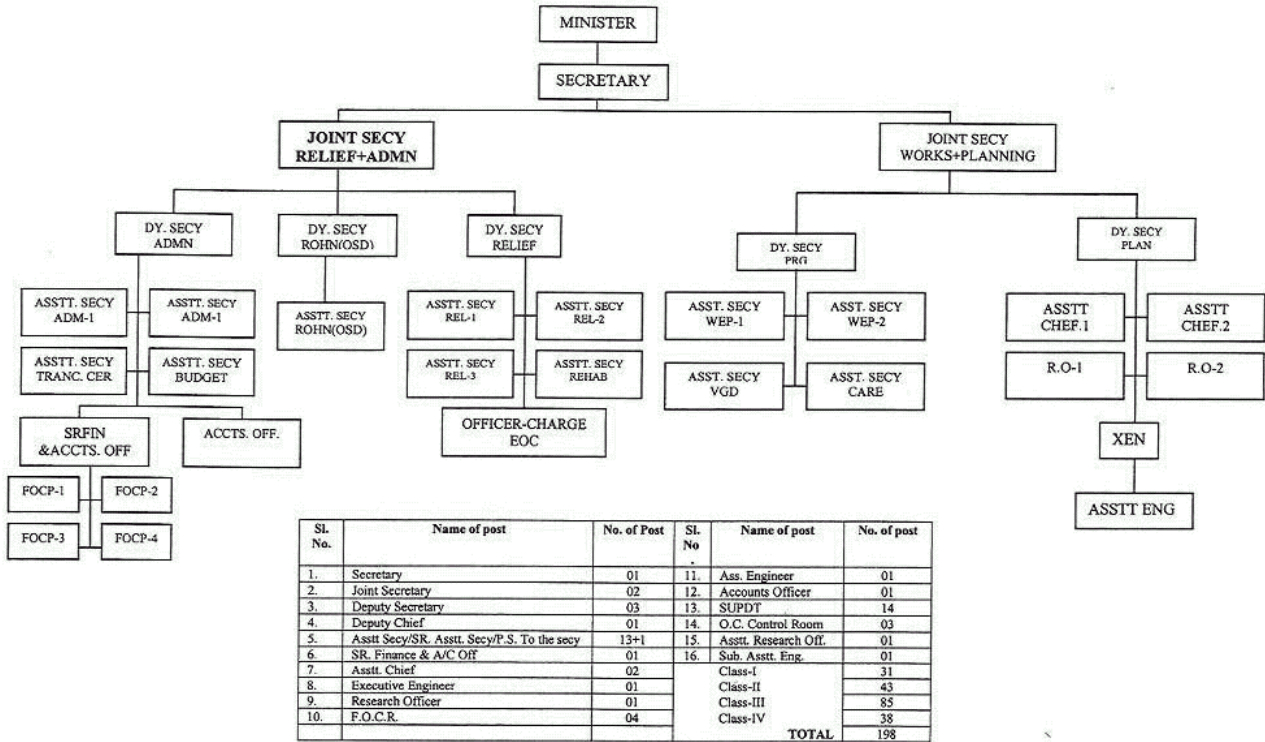 MINISTER
SECRETARY
JOINT SECY
RELIEF+ADMN
JOINT SECY
WORKS+PLANNING
DY. SECY
ADMN
DY. SECY
ROHN(OSD)
DY. SECY
RELIEF
DY. SECY
PRG
DY. SECY
PLAN
ASSTT. SECY
ADM-1
ASSTT. SECY
ADM-1
ASSTT. SECY
ROHN(OSD)
ASSTT. SECY
REL-1
ASSTT. SECY
REL-2
ASST. SECY
WEP-1
ASST. SECY
WEP-2
ASSTT
CHEF.1
ASSTT
CHEF.2
ASSTT. SECY
TRANC. CER
ASSTT. SECY
BUDGET
ASSTT. SECY
REL-3
ASSTT. SECY
REHAB
ASST. SECY
VGD
ASST. SECY
CARE
R.O-1
R.O-2
SRFIN
&ACCTS. OFF
ACCTS. OFF.
OFFICER-CHARGE
EOC
XEN
FOCP-1
FOCP-2
ASSTT ENG
FOCP-3
FOCP-4
Sl. No. Name of post No. of Post Sl. No . Name of post No. of post
1. Secretary 01 11. Ass. Engineer 01
2. Joint Secretary 02 12. Accounts Officer 01
3. Deputy Secretary 03 13. SUPDT 14
4. Deputy Chief 01 14. O.C. Control Room 03
5. Asstt Secy/SR. Asstt. Secy/P.S. To the secy 13+1 15. Asstt. Research Off. 01
6. SR. Finance & A/C Off 01 16. Sub. Asstt. Eng. 01
7. Asstt. Chief 02 Class-I 31
8. Executive Engineer 01 Class-II 43
9. Research Officer 01 Class-III 85
10. F.O.C.R. 04 Class-IV 38
TOTAL 198